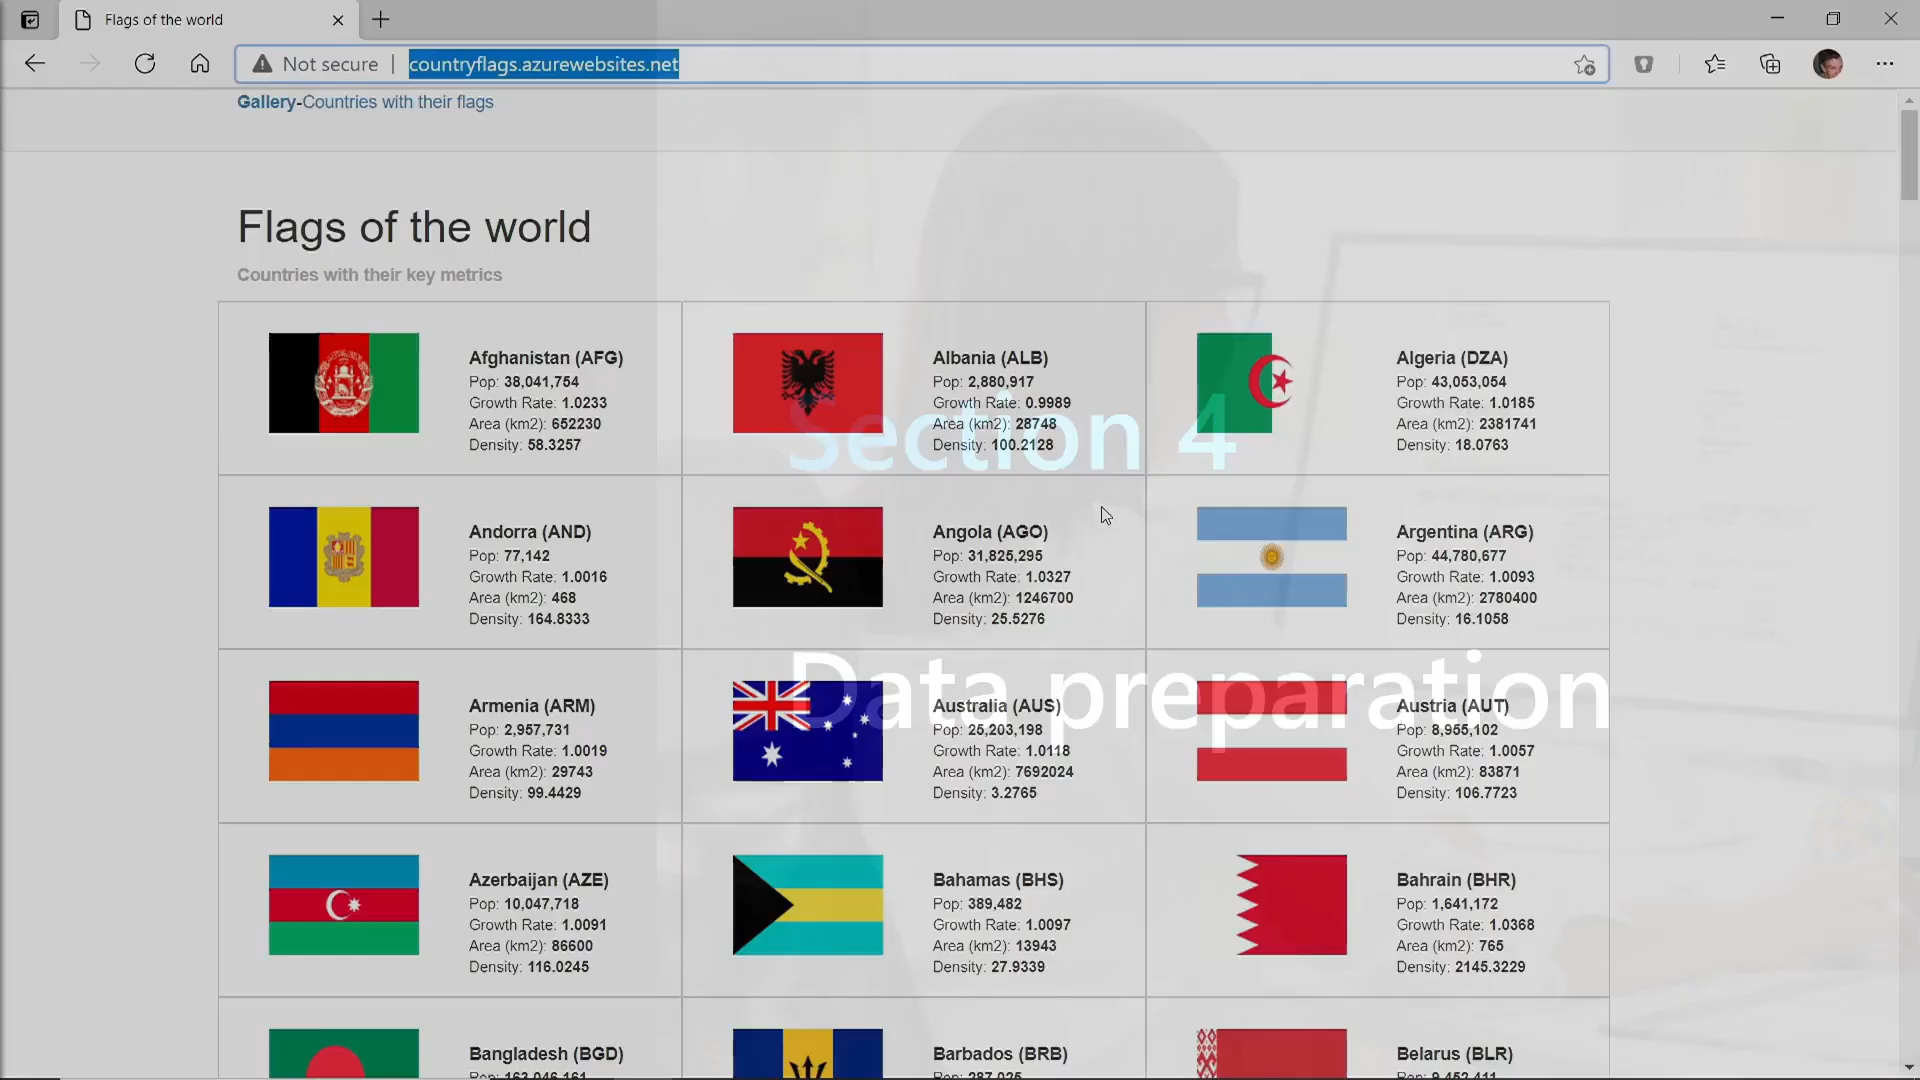 Flags of the world
Not secure
countryflags.azurewebsites.net
Gallery-Countries with their flags
Flags of the world
Countries with their key metrics
Afghanistan (AFG)
Pop: 38,041,754
Growth Rate: 1.0233
Area (km2): 652230
Density: 58.3257
Albania (ALB)
Pop: 2,880,917
Growth Rate: 0.9989
Area (km2): 28748
Density: 100.2128
Algeria (DZA)
Pop: 43,053,054
Growth Rate: 1.0185
Area (km2): 2381741
Density: 18.0763
Section 4
Andorra (AND)
Pop: 77,142
Growth Rate: 1.0016
Area (km2): 468
Density: 164.8333
Angola (AGO)
Pop: 31,825,295
Growth Rate: 1.0327
Area (km2): 1246700
Density: 25.5276
Argentina (ARG)
Pop: 44,780,677
Growth Rate: 1.0093
Area (km2): 2780400
Density: 16.1058
Data preparation
Armenia (ARM)
Pop: 2,957,731
Growth Rate: 1.0019
Area (km2): 29743
Density: 99.4429
Australia (AUS)
Pop: 25,203,198
Growth Rate: 1.0118
Area (km2): 7692024
Density: 3.2765
Austria (AUT)
Pop: 8,955,102
Growth Rate: 1.0057
Area (km2): 83871
Density: 106.7723
Azerbaijan (AZE)
Pop: 10,047,718
Growth Rate: 1.0091
Area (km2): 86600
Density: 116.0245
Bahamas (BHS)
Pop: 389,482
Growth Rate: 1.0097
Area (km2): 13943
Density: 27.9339
Bahrain (BHR)
Pop: 1,641,172
Growth Rate: 1.0368
Area (km2): 765
Density: 2145.3229
Bangladesh (BGD)
Pop: 163,046,161
Barbados (BRB)
Pop: 287,025
Belarus (BLR)
Pop: 9,452,411